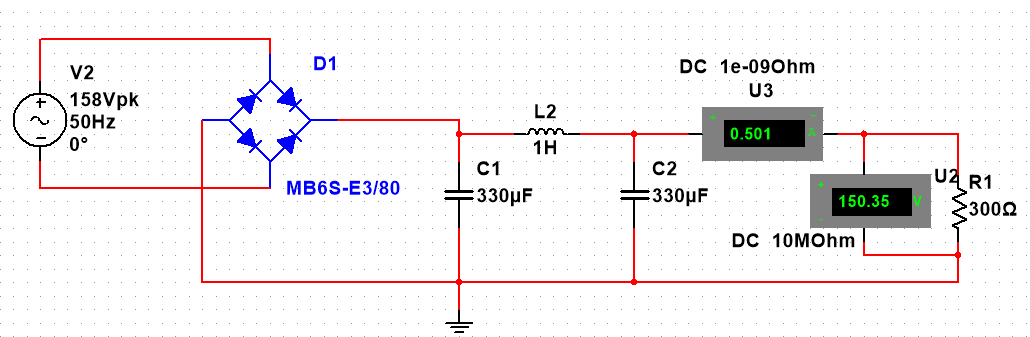 V2
158Vpk
50Hz
0°
D1
MB6S-E3/80
C1
330µF
L2
1H
C2
330µF
DC 1e-09Ohm
U3
+ -
0.501 A
U2
+
150.35 V
-
DC 10MOhm
R1
300Ω